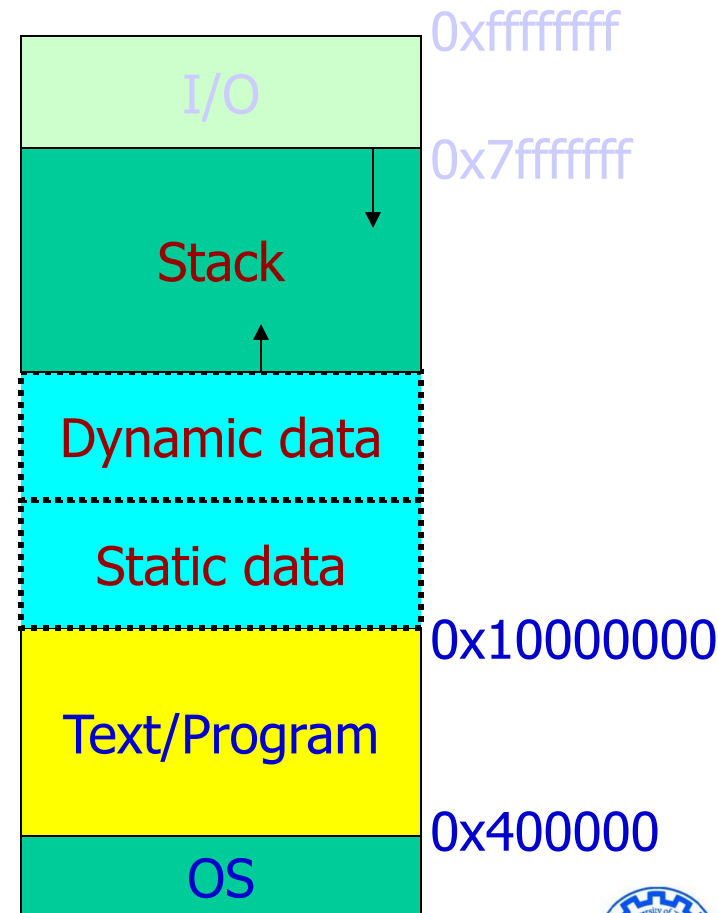 0xffffffff
I/O
0x7fffffff
Stack
Dynamic data
Static data
0x10000000
Text/Program
0x400000
OS